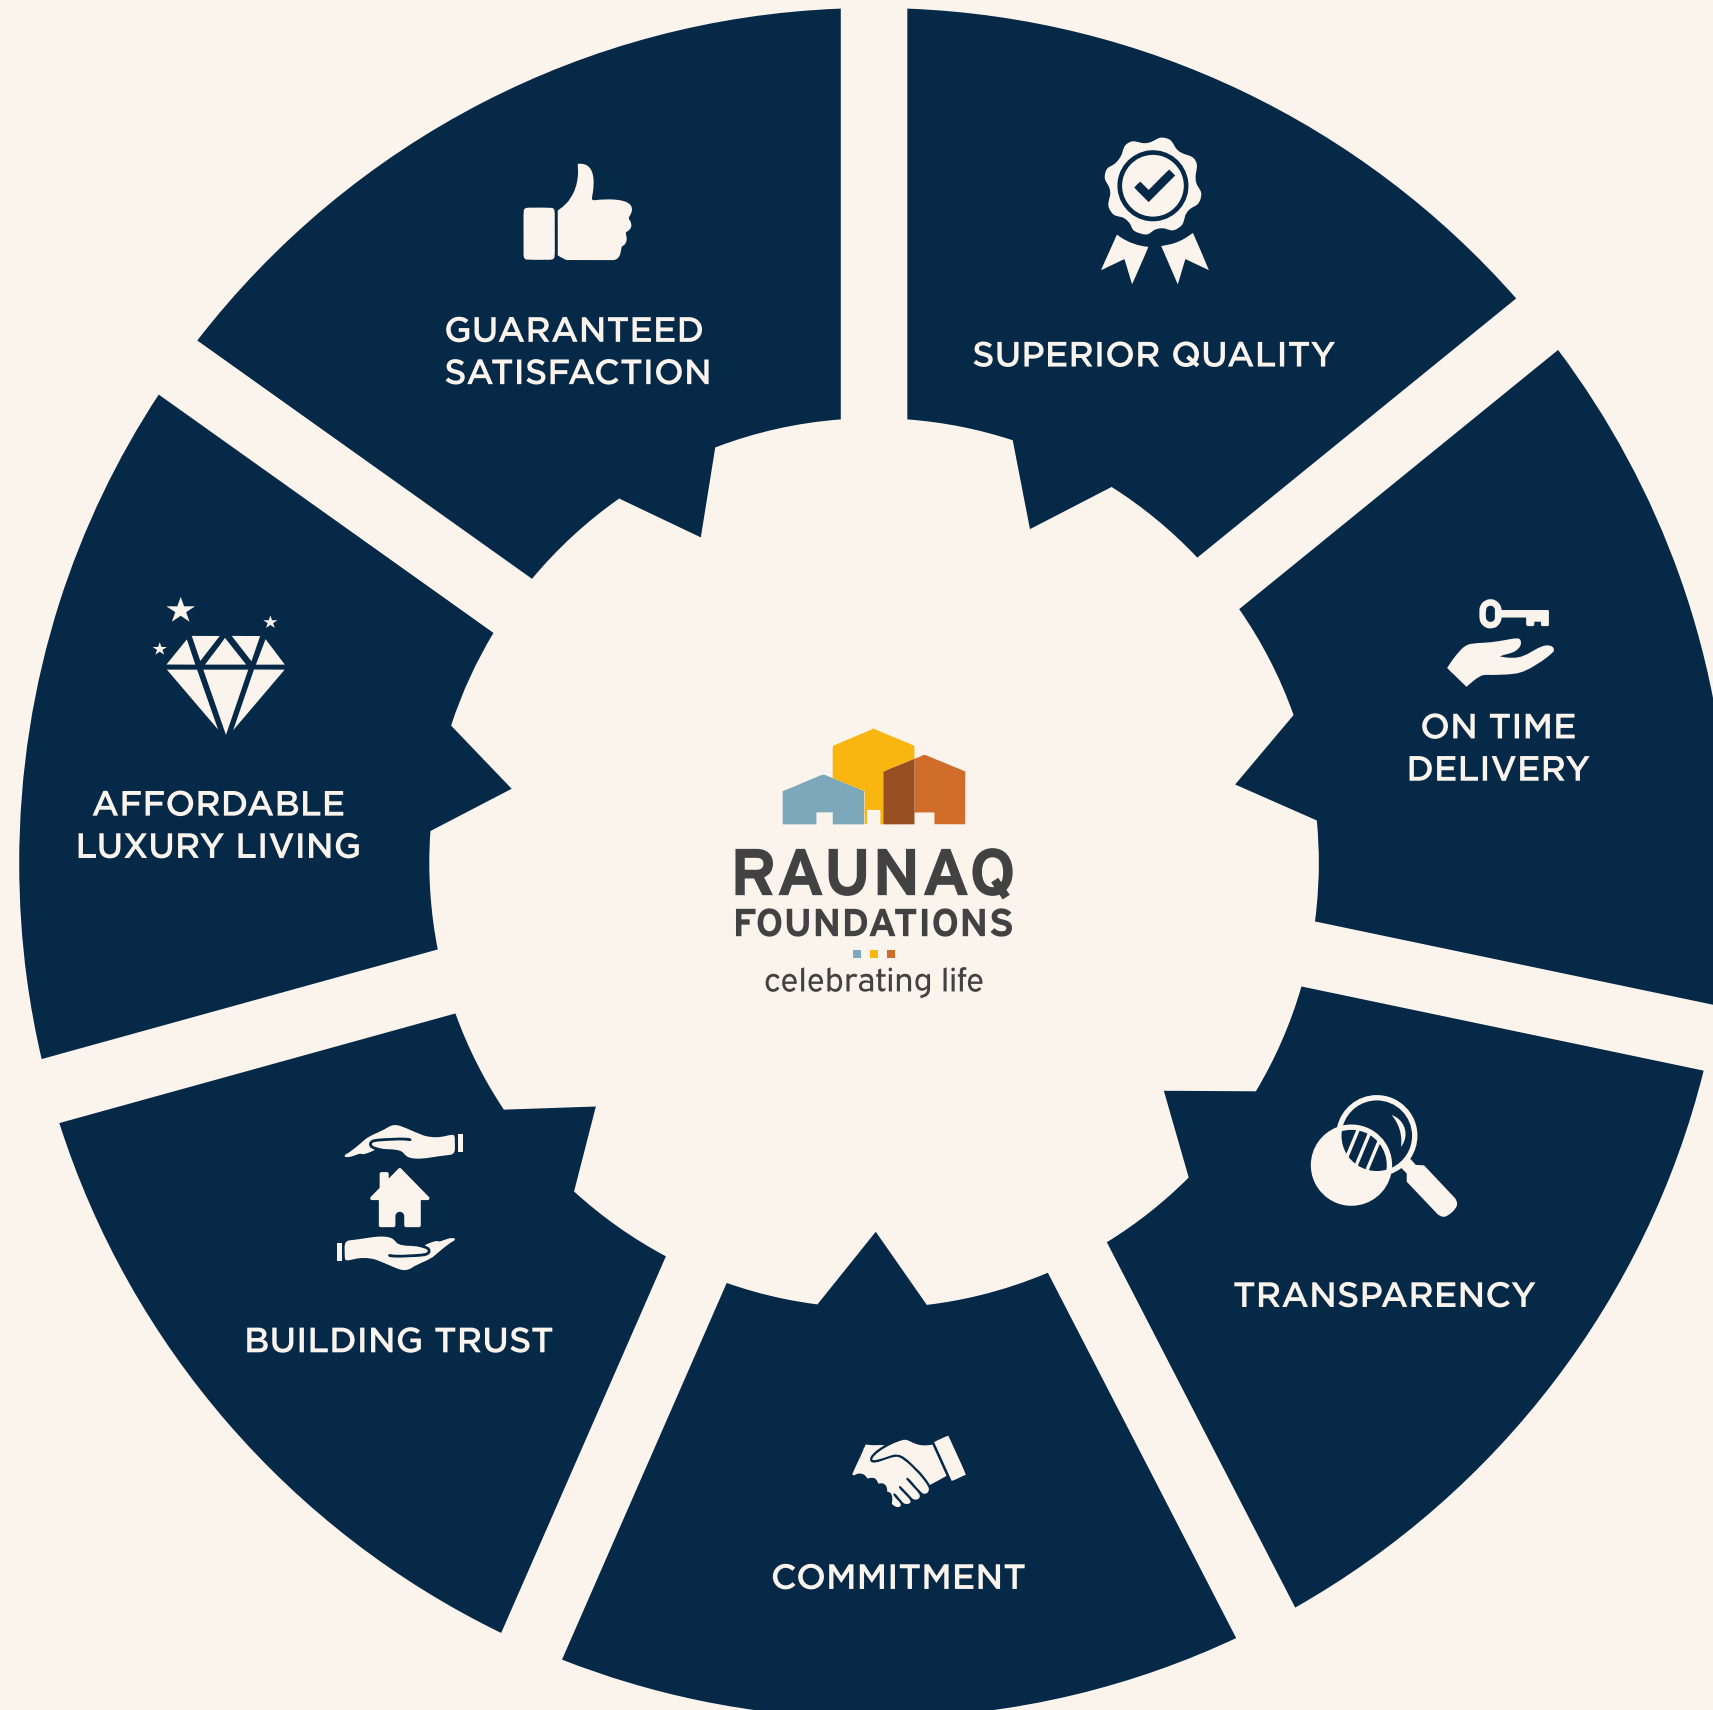 GUARANTEED
SATISFACTION
SUPERIOR QUALITY
ON TIME
DELIVERY
TRANSPARENCY
COMMITMENT
BUILDING TRUST
AFFORDABLE
LUXURY LIVING
RAUNAQ
FOUNDATIONS
celebrating life